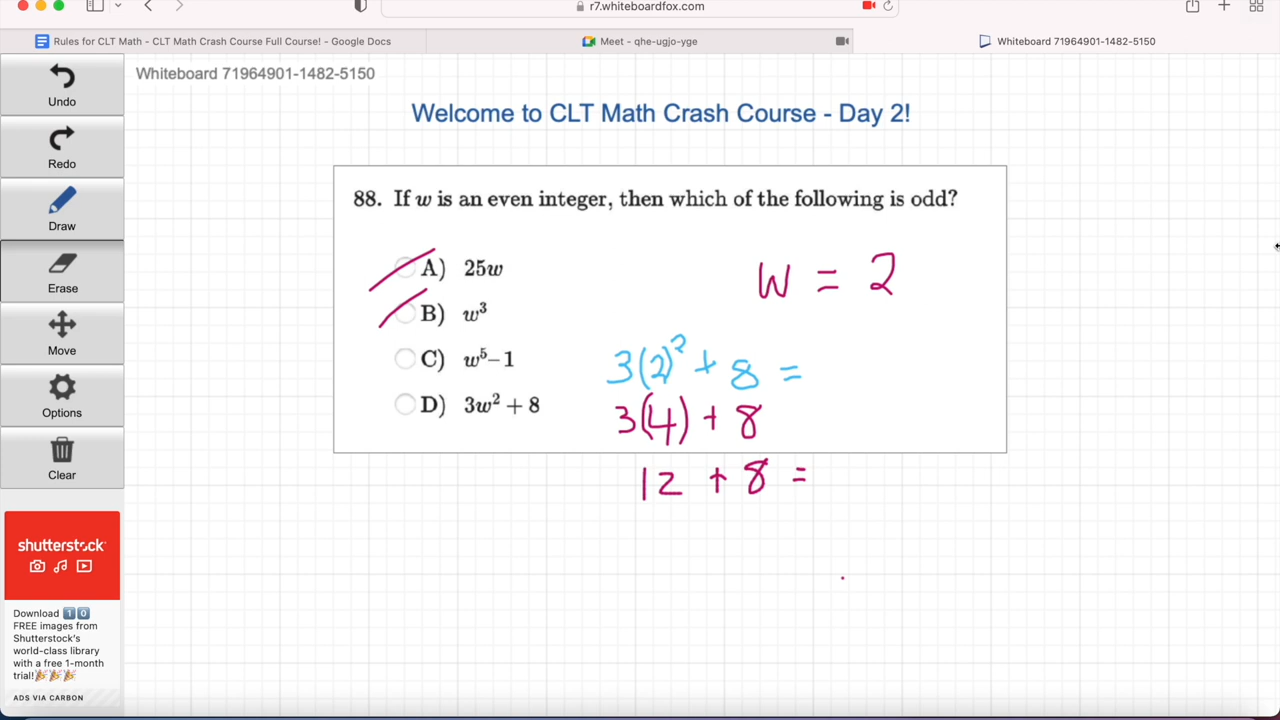 r7.whiteboardfox.com
Rules for CLT Math - CLT Math Crash Course Full Course! - Google Docs
Meet - qhe-ugjo-yge
Whiteboard 71964901-1482-5150
Undo
Redo
Draw
Erase
Move
Options
Clear
Whiteboard 71964901-1482-5150
Welcome to CLT Math Crash Course - Day 2!
88. If w is an even integer, then which of the following is odd?
A) 25w
B) w³
C) w⁵–1
D) 3w² + 8
w = 2
3(2)² + 8 =
3(4) + 8
12 + 8 =
shutterstock
Download 1️⃣0️⃣
FREE images from
Shutterstock's
world-class library
with a free 1-month
trial!🎉🎉🎉
ADS VIA CARBON